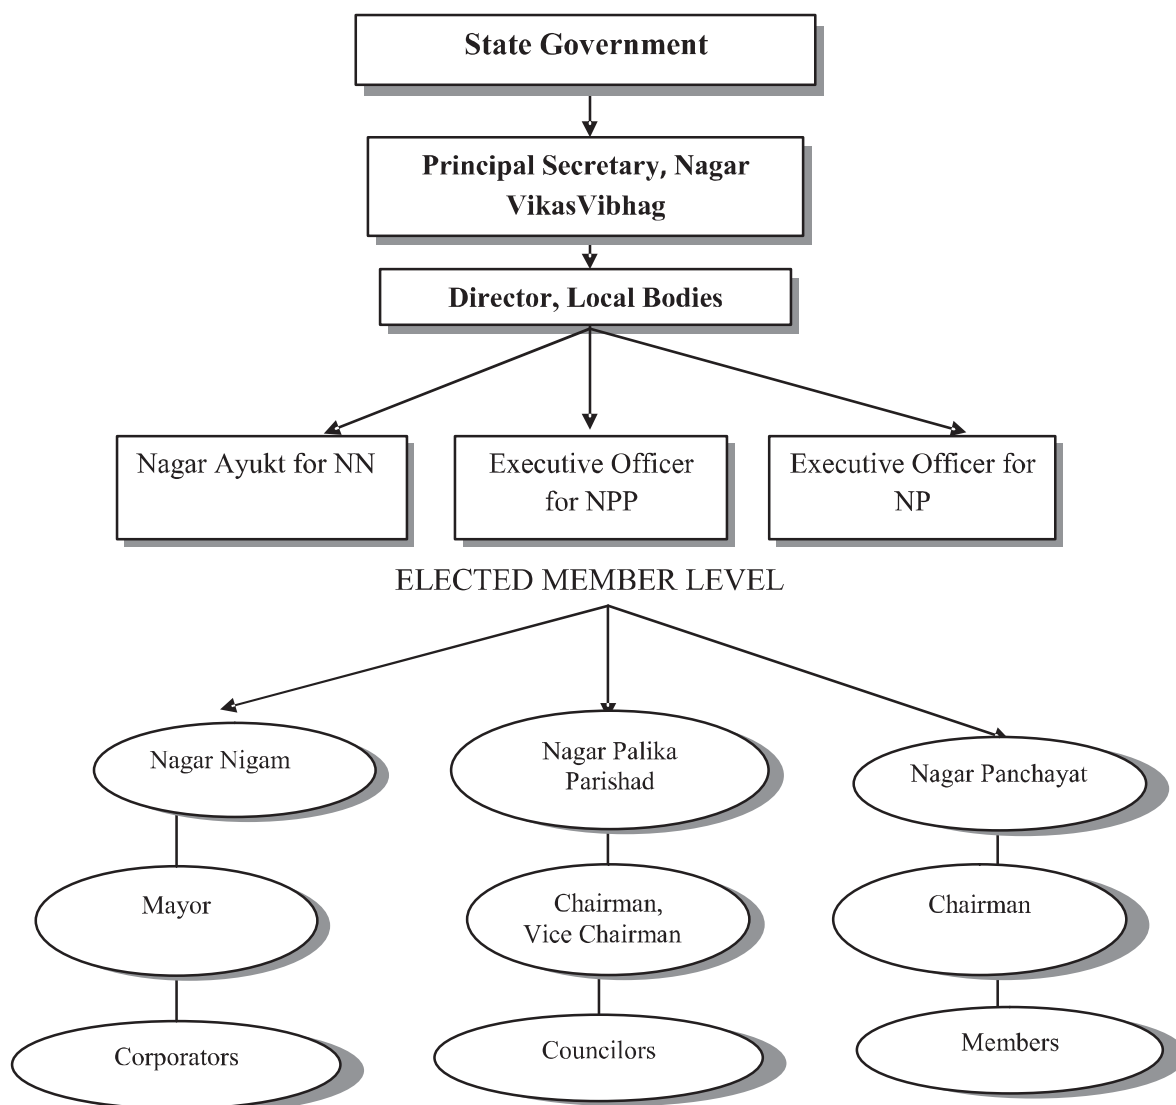 State Government
Principal Secretary, Nagar
VikasVibhag
Director, Local Bodies
Nagar Ayukt for NN
Executive Officer
for NPP
Executive Officer for
NP
ELECTED MEMBER LEVEL
Nagar Nigam
Nagar Palika
Parishad
Nagar Panchayat
Mayor
Chairman,
Vice Chairman
Chairman
Corporators
Councilors
Members